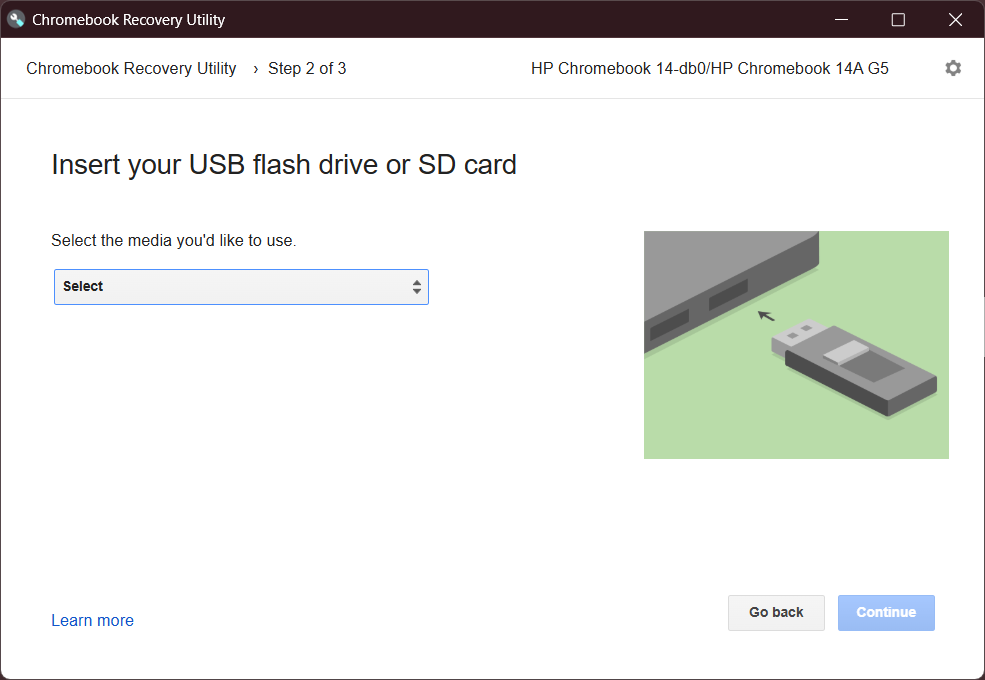 Chromebook Recovery Utility
Chromebook Recovery Utility › Step 2 of 3 HP Chromebook 14-db0/HP Chromebook 14A G5
Insert your USB flash drive or SD card
Select the media you'd like to use.
Select
Learn more Go back Continue